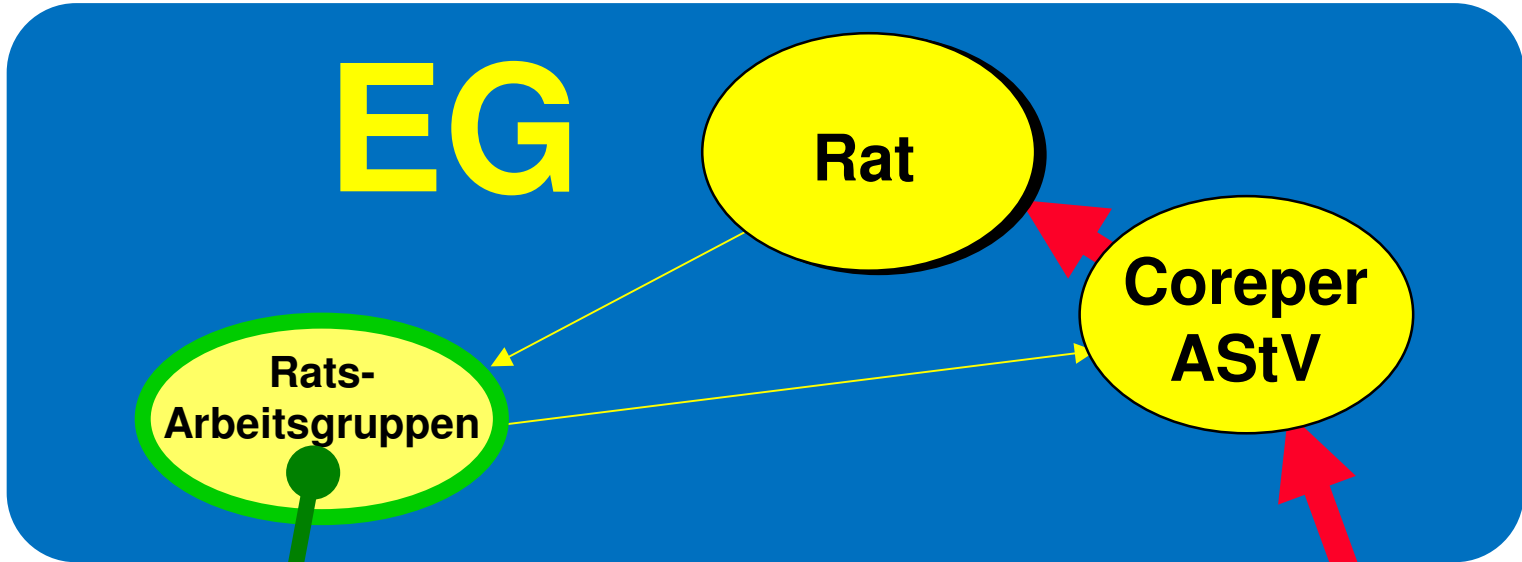 EG
Rat
Coreper
AStV
Rats-
Arbeitsgruppen